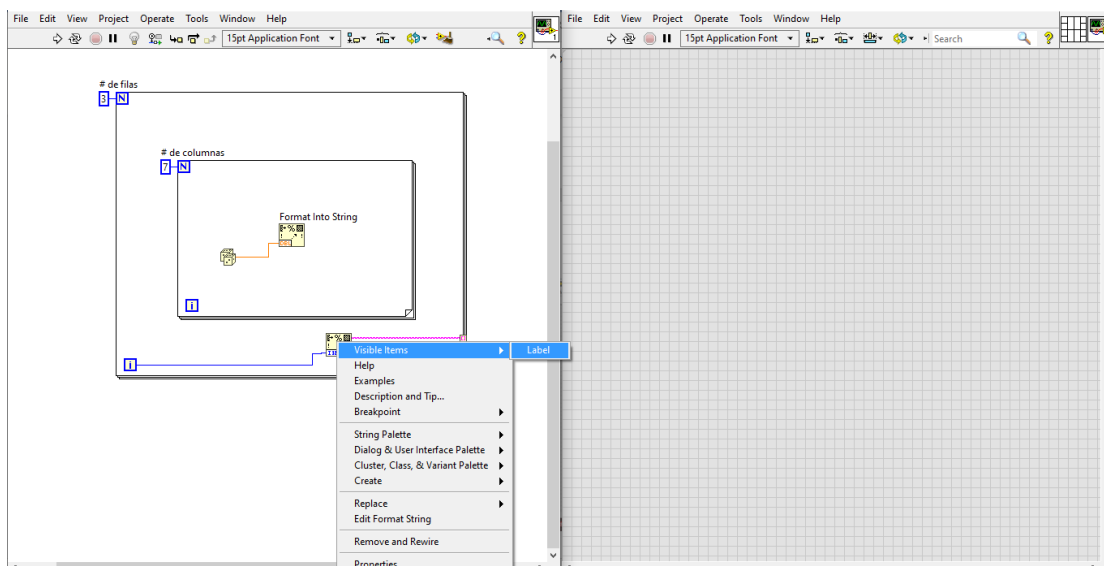 File Edit View Project Operate Tools Window Help
15pt Application Font
1
# de filas
3 N
# de columnas
7 N
Format Into String
i
i
Visible Items
Label
Help
Examples
Description and Tip...
Breakpoint
String Palette
Dialog & User Interface Palette
Cluster, Class, & Variant Palette
Create
Replace
Edit Format String
Remove and Rewire
Properties
File Edit View Project Operate Tools Window Help
15pt Application Font
Search